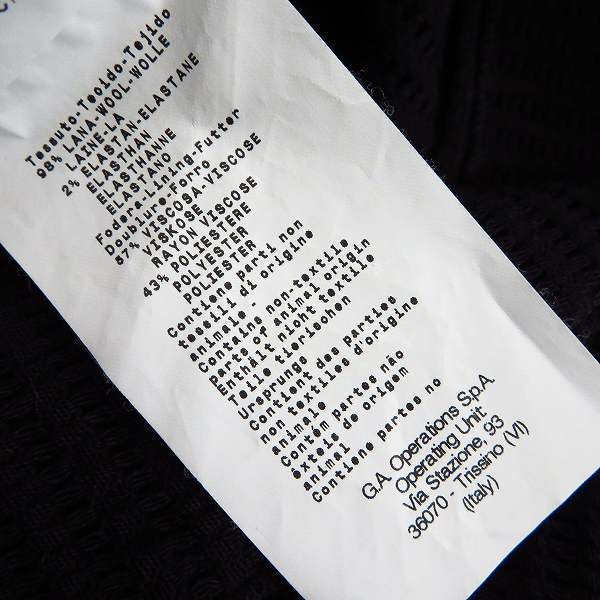 Tessuto-Tecido-Tejido
98% LANA-WOOL-WOLLE
LAINE-LA
2% ELASTAN-ELASTANE
ELASTHAN
ELASTHANNE
ELASTANO
Fodera-Lining-Futter
Doublure-Forro
57% VISCOSA-VISCOSE
VISKOSE
RAYON VISCOSE
43% POLIESTERE
POLYESTER
POLIESTER
Contiene parti non
tessili di origine
animale -
Contains non-textile
parts of animal origin
Enthält nicht textile
Teile tierischen
Ursprungs
Contient des parties
non textiles d'origine
animale
Contém partes não
êxteis de origem
animal
Contiene partes no
G.A. Operations S.p.A.
Operating Unit
Via Stazione, 93
36070 - Trissino (VI)
(Italy)